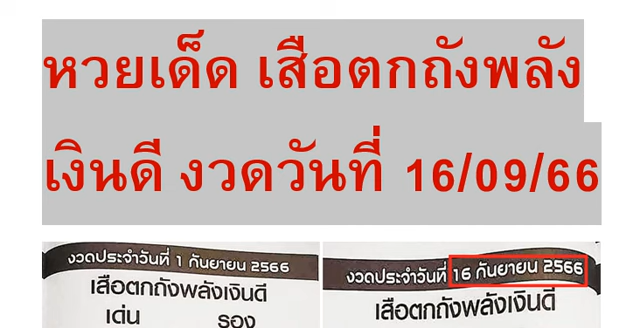 หวยเด็ด เสือตกถังพลัง
เงินดี งวดวันที่ 16/09/66
งวดประจำวันที่ 1 กันยายน 2566
เสือตกถังพลังเงินดี
เด่น รอง
งวดประจำวันที่ 16 กันยายน 2566
เสือตกถังพลังเงินดี